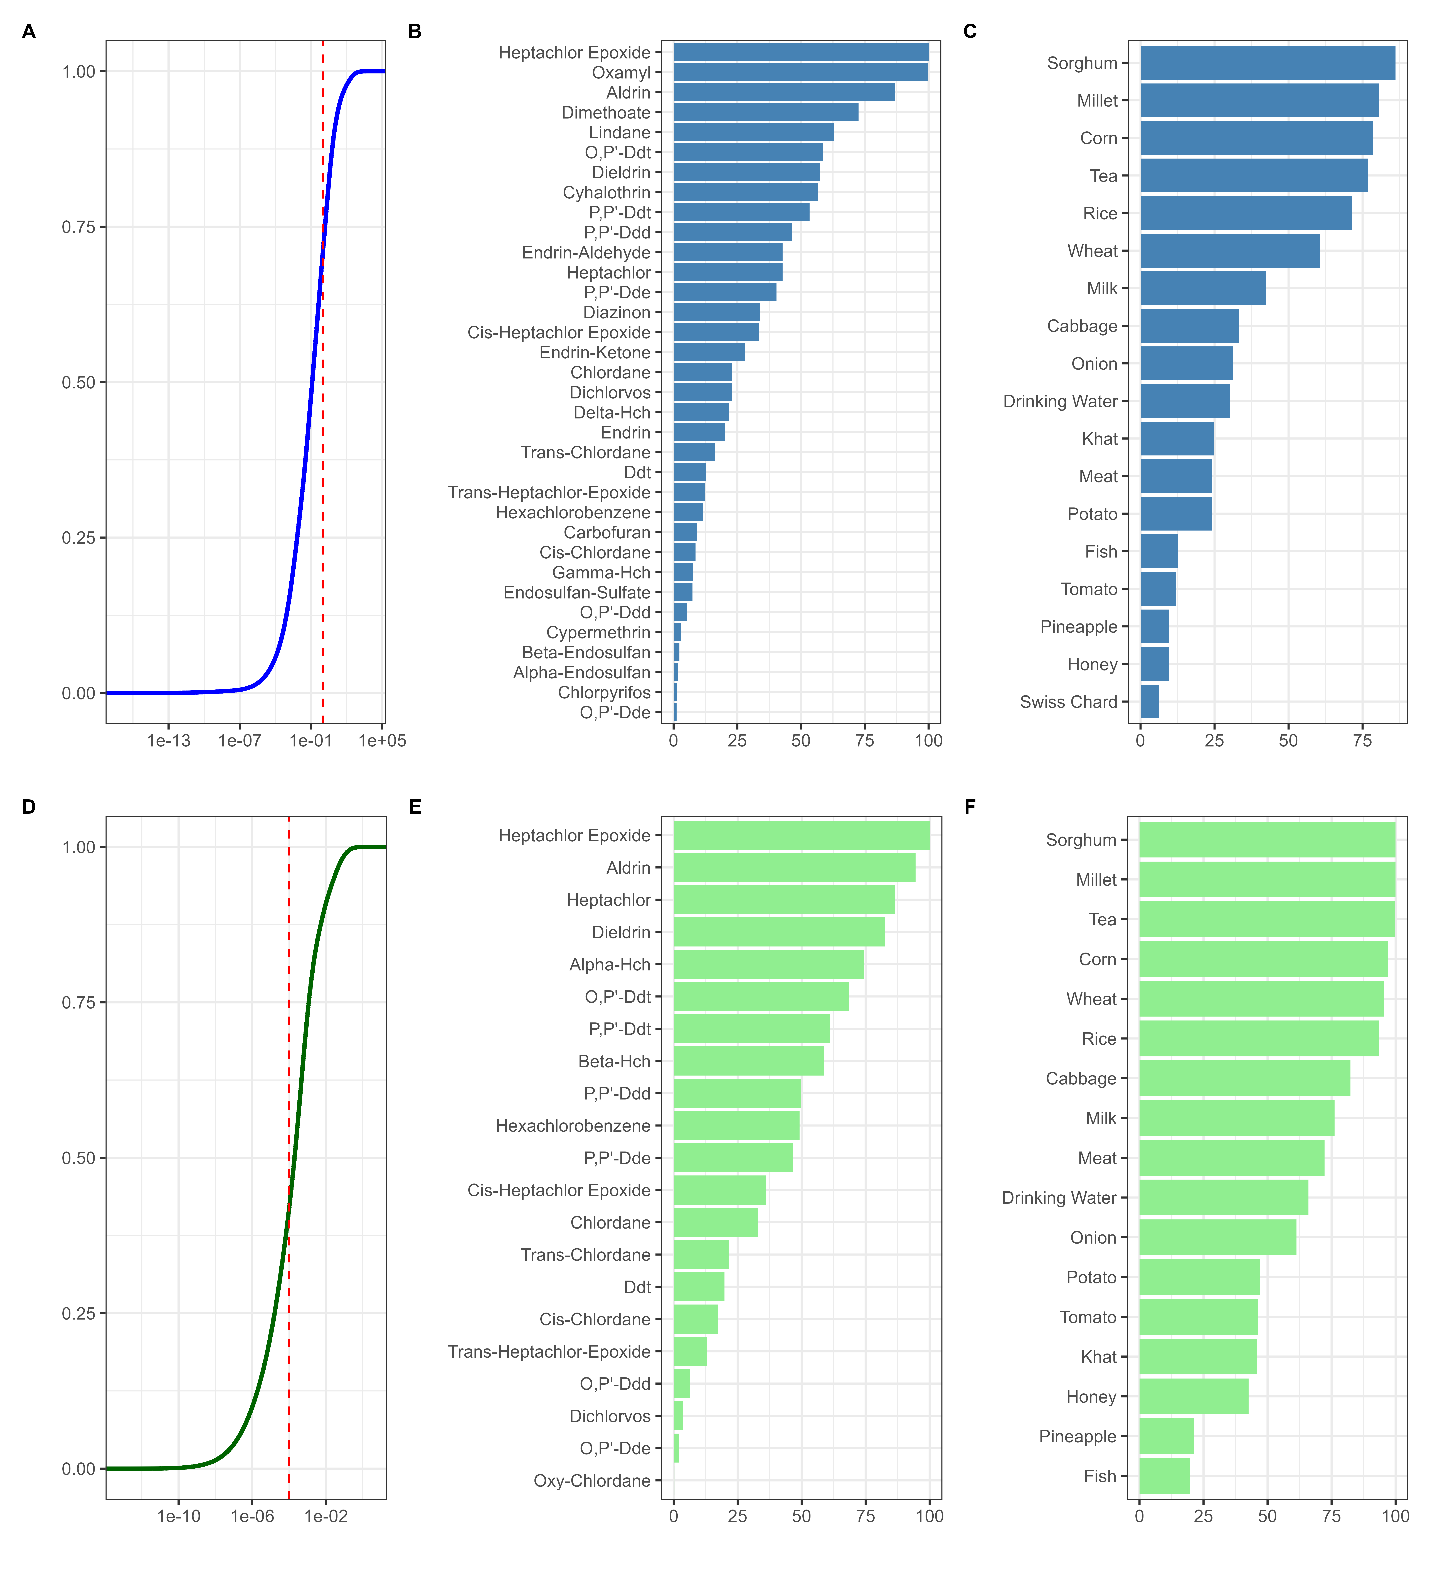 A
1.00
0.75
0.50
0.25
0.00
1e-13 1e-07 1e-01 1e+05
B
Heptachlor Epoxide
Oxamyl
Aldrin
Dimethoate
Lindane
O,P'-Ddt
Dieldrin
Cyhalothrin
P,P'-Ddt
P,P'-Ddd
Endrin-Aldehyde
Heptachlor
P,P'-Dde
Diazinon
Cis-Heptachlor Epoxide
Endrin-Ketone
Chlordane
Dichlorvos
Delta-Hch
Endrin
Trans-Chlordane
Ddt
Trans-Heptachlor-Epoxide
Hexachlorobenzene
Carbofuran
Cis-Chlordane
Gamma-Hch
Endosulfan-Sulfate
O,P'-Ddd
Cypermethrin
Beta-Endosulfan
Alpha-Endosulfan
Chlorpyrifos
O,P'-Dde
0 25 50 75 100
C
Sorghum
Millet
Corn
Tea
Rice
Wheat
Milk
Cabbage
Onion
Drinking Water
Khat
Meat
Potato
Fish
Tomato
Pineapple
Honey
Swiss Chard
0 25 50 75
D
1.00
0.75
0.50
0.25
0.00
1e-10 1e-06 1e-02
E
Heptachlor Epoxide
Aldrin
Heptachlor
Dieldrin
Alpha-Hch
O,P'-Ddt
P,P'-Ddt
Beta-Hch
P,P'-Ddd
Hexachlorobenzene
P,P'-Dde
Cis-Heptachlor Epoxide
Chlordane
Trans-Chlordane
Ddt
Cis-Chlordane
Trans-Heptachlor-Epoxide
O,P'-Ddd
Dichlorvos
O,P'-Dde
Oxy-Chlordane
0 25 50 75 100
F
Sorghum
Millet
Tea
Corn
Wheat
Rice
Cabbage
Milk
Meat
Drinking Water
Onion
Potato
Tomato
Khat
Honey
Pineapple
Fish
0 25 50 75 100